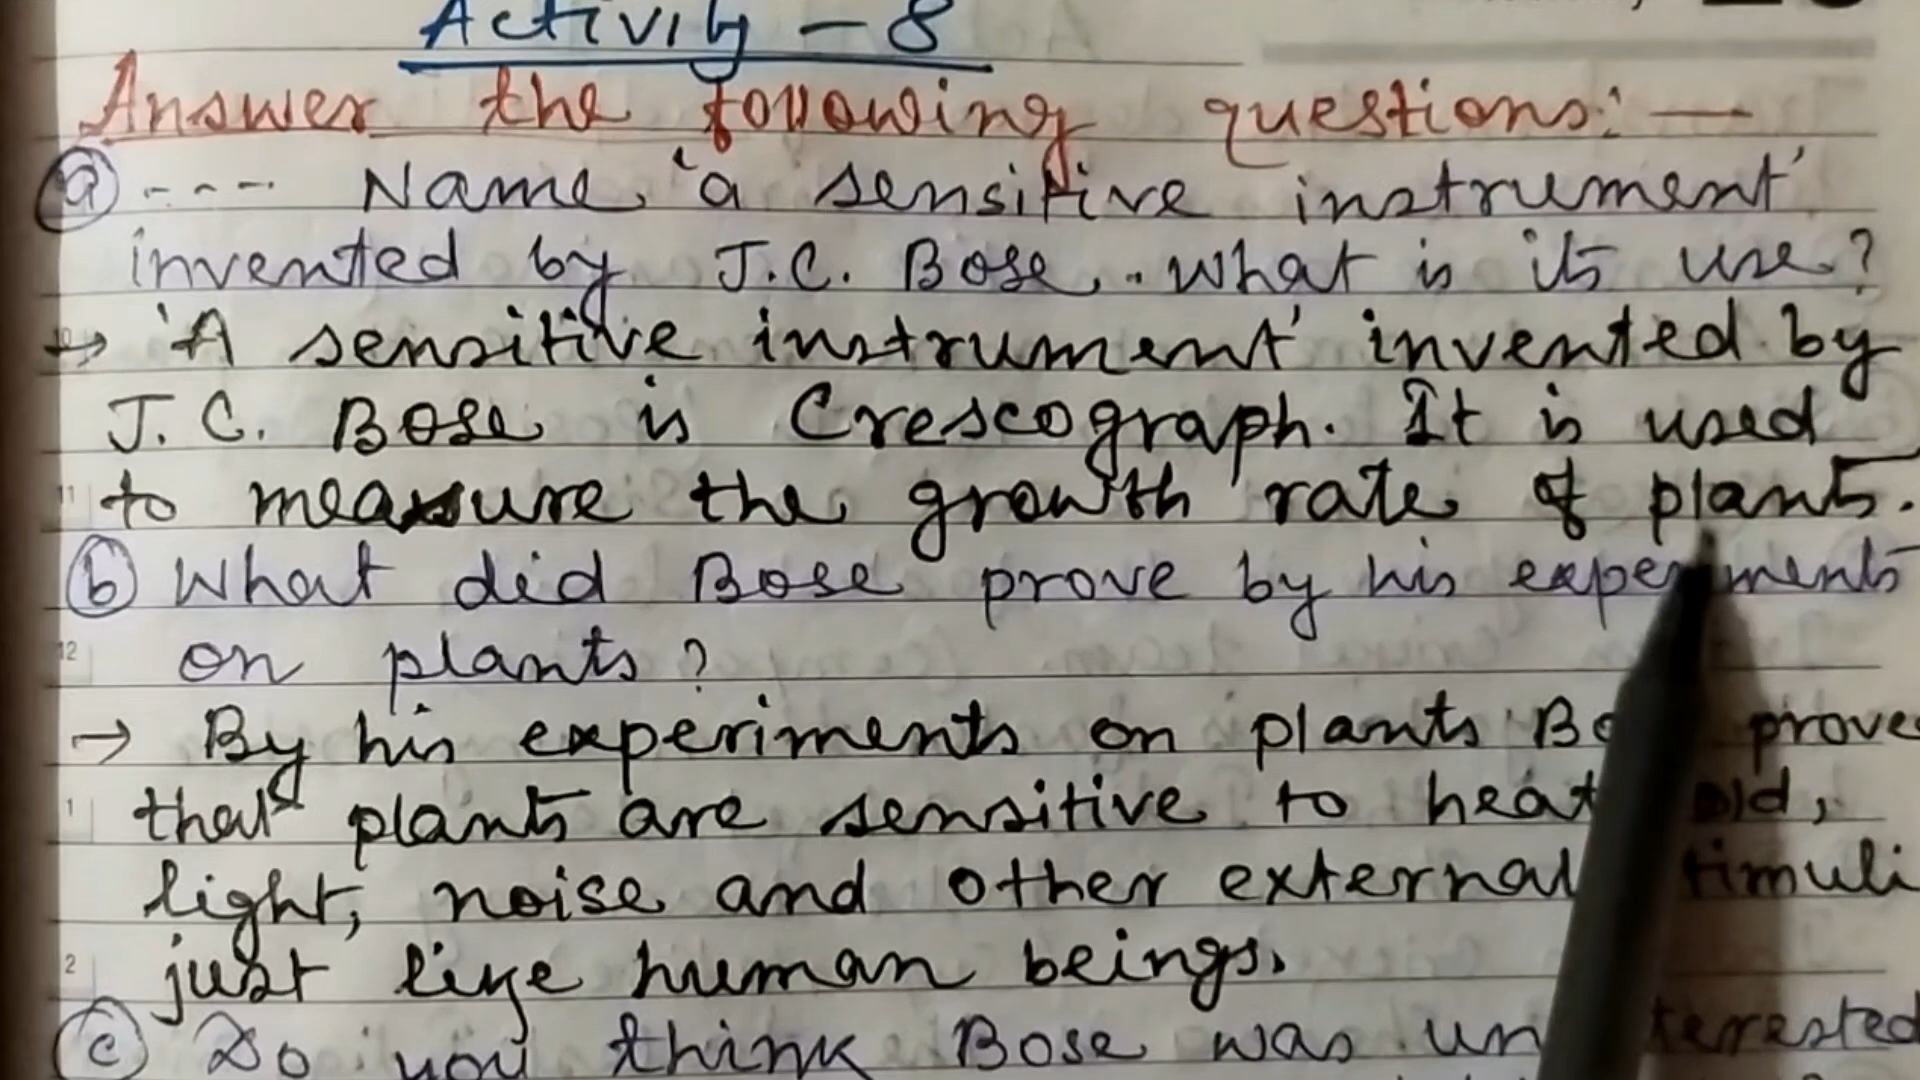 Activity - 8
Answer the following questions: —
(a) ---- Name 'a sensitive instrument'
invented by J.C. Bose. What is its use?
→ 'A sensitive instrument' invented by
J. C. Bose is Crescograph. It is used
to measure the growth rate of plants.
(b) What did Bose prove by his experiments
on plants?
→ By his experiments on plants prove
that plants are sensitive to heat
light, noise and other external
just like human beings.
(c) Do you think Bose was